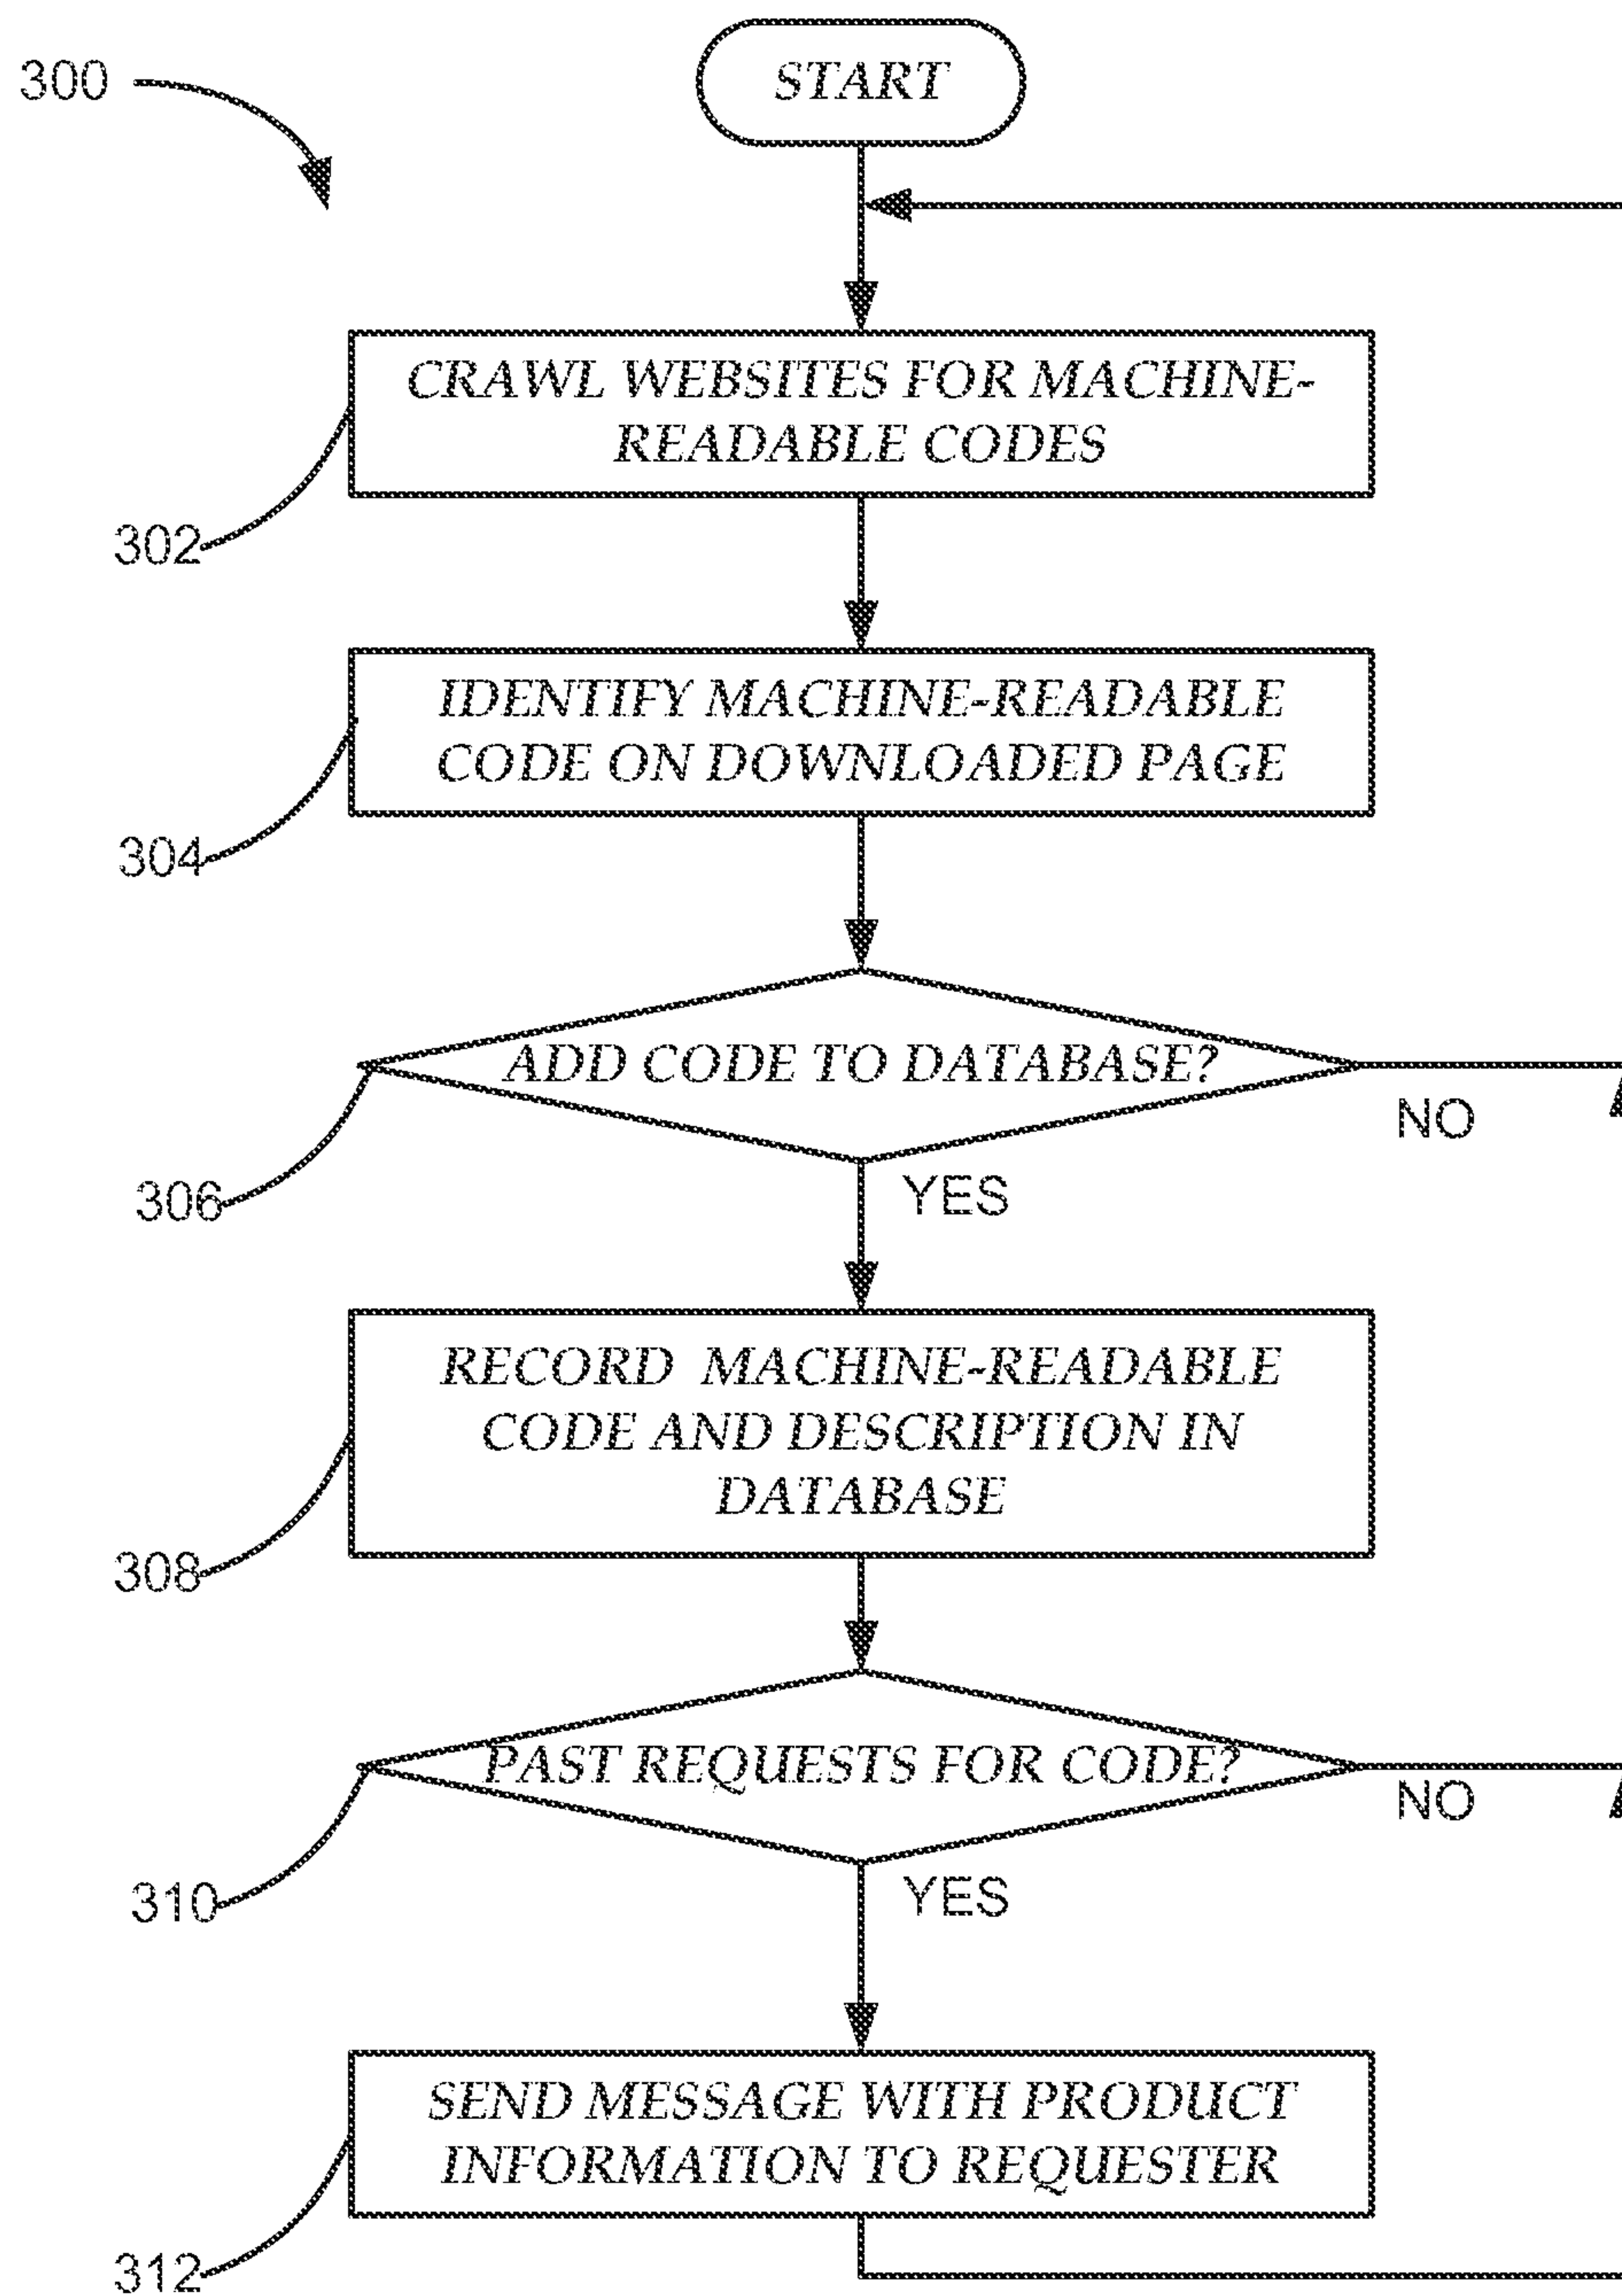 300
START
CRAWL WEBSITES FOR MACHINE-
READABLE CODES
302
IDENTIFY MACHINE-READABLE
CODE ON DOWNLOADED PAGE
304
ADD CODE TO DATABASE?
NO
306
YES
RECORD MACHINE-READABLE
CODE AND DESCRIPTION IN
DATABASE
308
PAST REQUESTS FOR CODE?
NO
310
YES
SEND MESSAGE WITH PRODUCT
INFORMATION TO REQUESTER
312